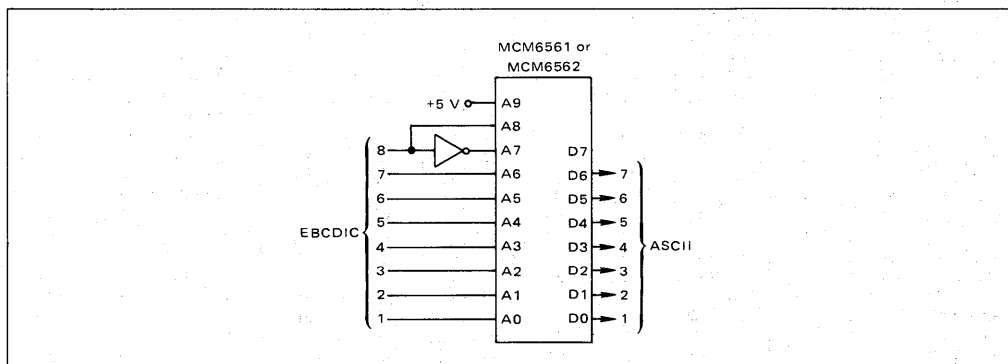 MCM6561 or
MCM6562
+5 V A9
A8
8 A7 D7
7 A6 D6 7
6 A5 D5 6
5 A4 D4 5
EBCDIC 4 A3 D3 4 ASCII
3 A2 D2 3
2 A1 D1 2
1 A0 D0 1